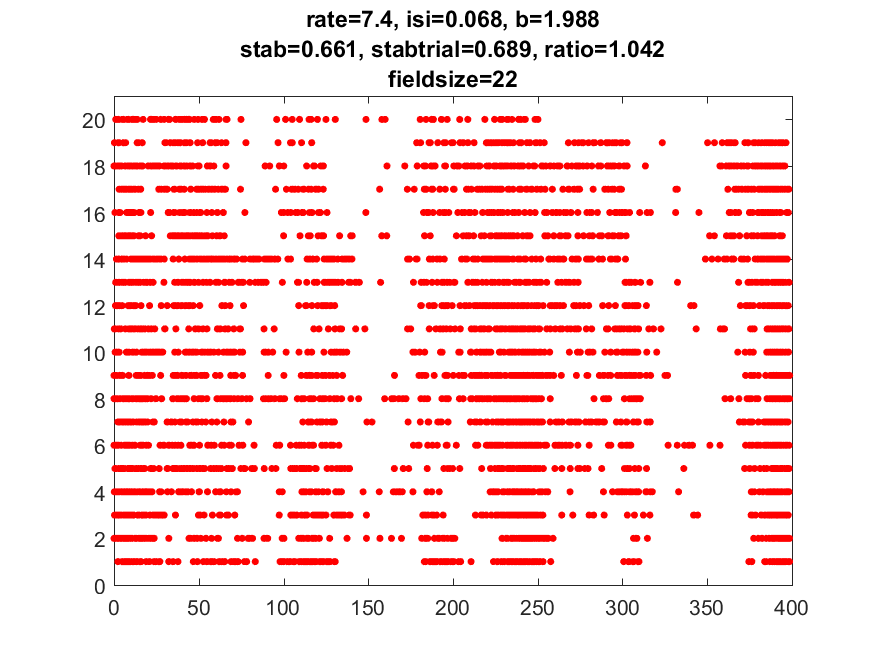 rate=7.4, isi=0.068, b=1.988
stab=0.661, stabtrial=0.689, ratio=1.042
fieldsize=22
20
18
16
14
12
10
8
6
4
2
0
0 50 100 150 200 250 300 350 400